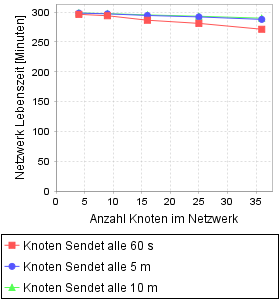 300
250
200
150
100
50
0
Netzwerk Lebenszeit [Minuten]
0 5 10 15 20 25 30 35
Anzahl Knoten im Netzwerk
Knoten Sendet alle 60 s
Knoten Sendet alle 5 m
Knoten Sendet alle 10 m